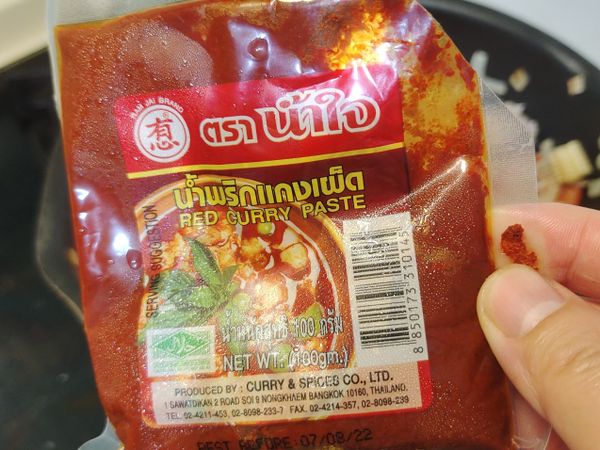 NAM JAI BRAND
ตรา น้ำใจ
น้ำพริกแกงเผ็ด
RED CURRY PASTE
SERVING SUGGESTION
น้ำหนักสุทธิ 100 กรัม
NET WT. (100gm.)
8 850173 310145
PRODUCED BY : CURRY & SPICES CO., LTD.
1 SAWATDIKAN 2 ROAD SOI 9 NONGKHAEM BANGKOK 10160, THAILAND.
TEL. 02-4211-453, 02-8098-233-7 FAX. 02-4214-357, 02-8098-239
BEST BEFORE 07/08/22